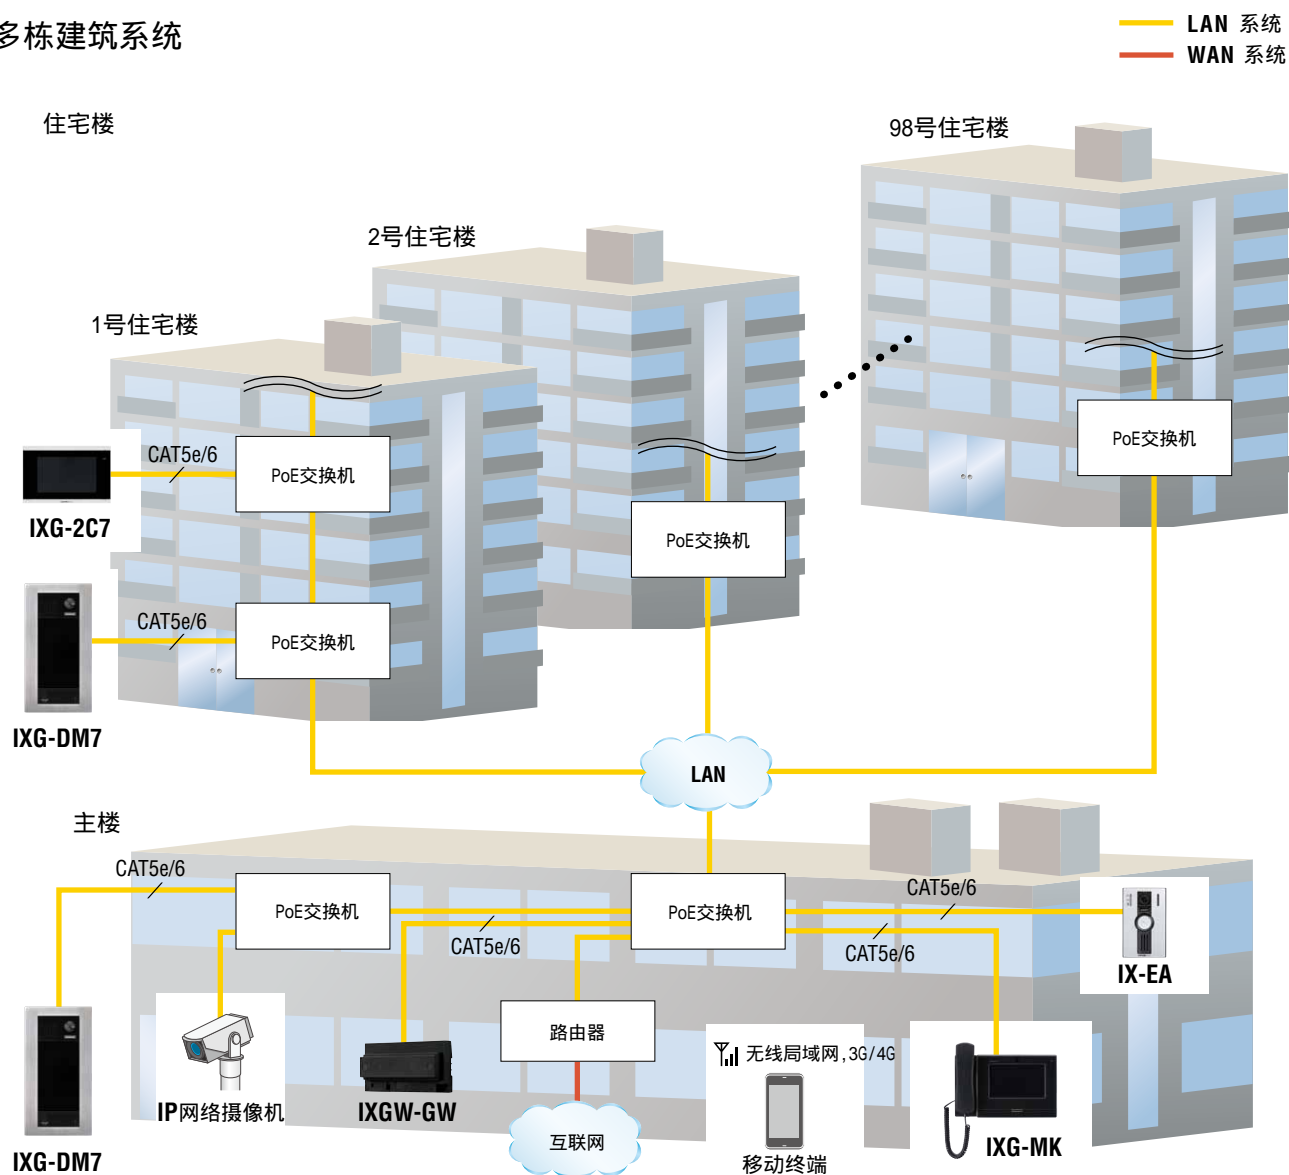 多栋建筑系统
LAN 系统
WAN 系统
住宅楼
98号住宅楼
2号住宅楼
1号住宅楼
CAT5e/6
PoE交换机
PoE交换机
IXG-2C7
PoE交换机
CAT5e/6
PoE交换机
IXG-DM7
LAN
主楼
CAT5e/6
PoE交换机
CAT5e/6
PoE交换机
CAT5e/6
CAT5e/6
IX-EA
路由器
无线局域网,3G/4G
IP网络摄像机
IXGW-GW
互联网
移动终端
IXG-MK
IXG-DM7